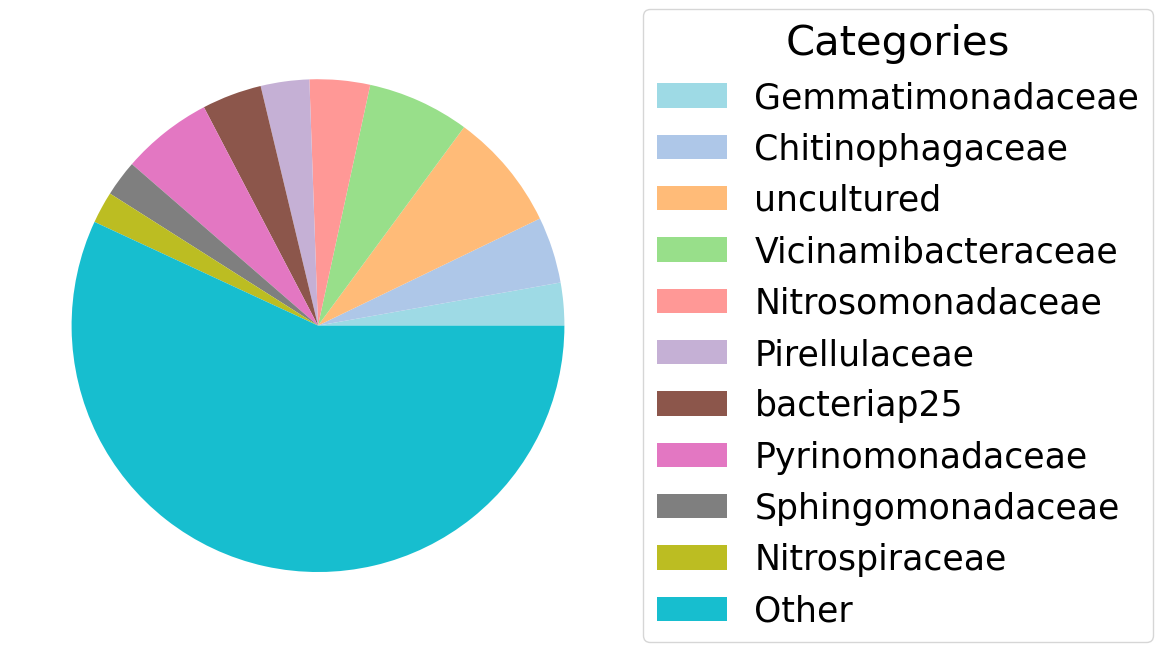 Categories
Gemmatimonadaceae
Chitinophagaceae
uncultured
Vicinamibacteraceae
Nitrosomonadaceae
Pirellulaceae
bacteriap25
Pyrinomonadaceae
Sphingomonadaceae
Nitrospiraceae
Other